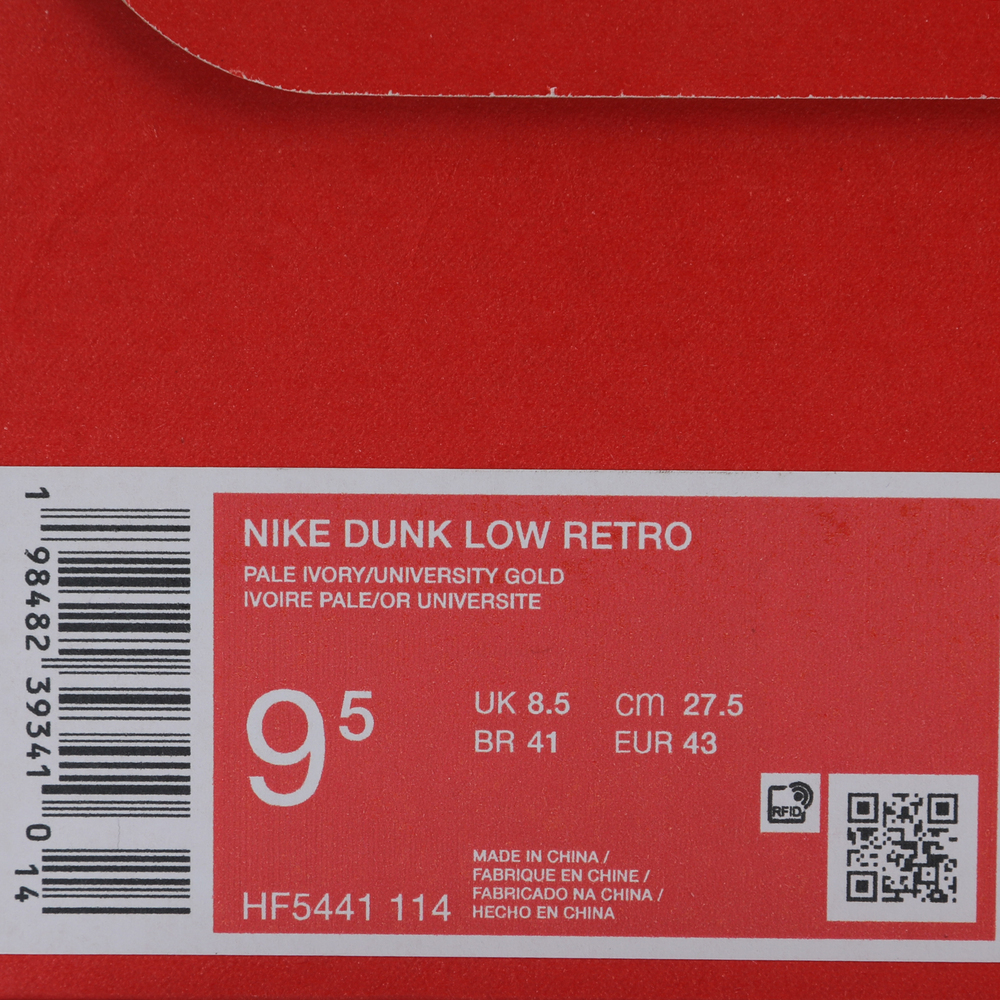 1 98482 39341 0 14
NIKE DUNK LOW RETRO
PALE IVORY/UNIVERSITY GOLD
IVOIRE PALE/OR UNIVERSITE
9 5
UK 8.5 cm 27.5
BR 41 EUR 43
RFID
MADE IN CHINA /
FABRIQUE EN CHINE /
FABRICADO NA CHINA /
HECHO EN CHINA
HF5441 114